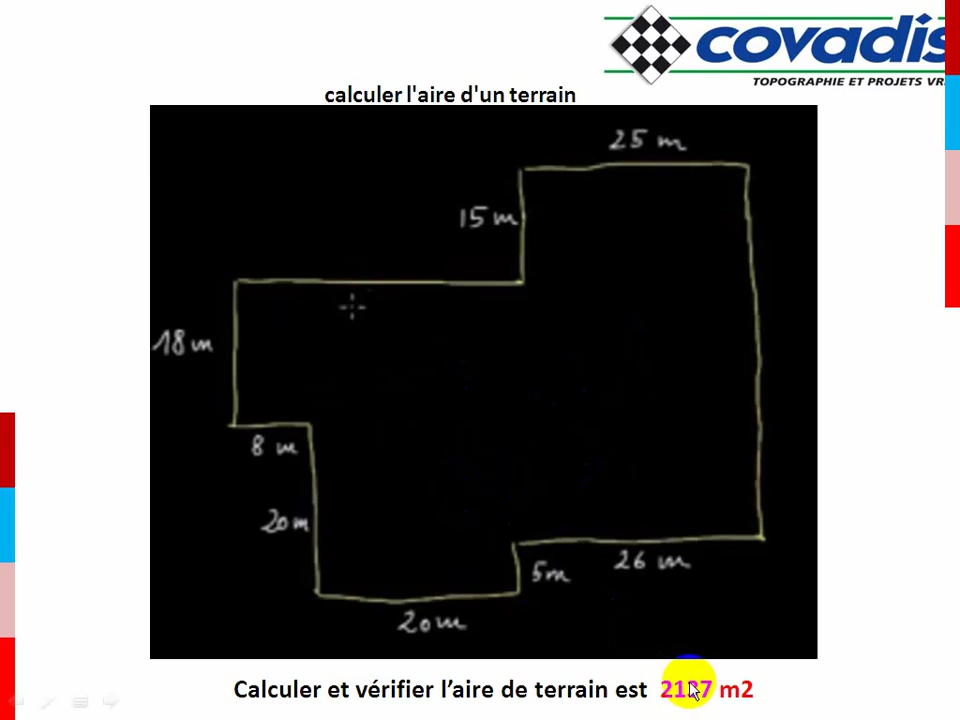 covadis
TOPOGRAPHIE ET PROJETS VR
calculer l'aire d'un terrain
25 m
15 m
18 m
8 m
20 m
26 m
5m
20 m
Calculer et vérifier l’aire de terrain est m2